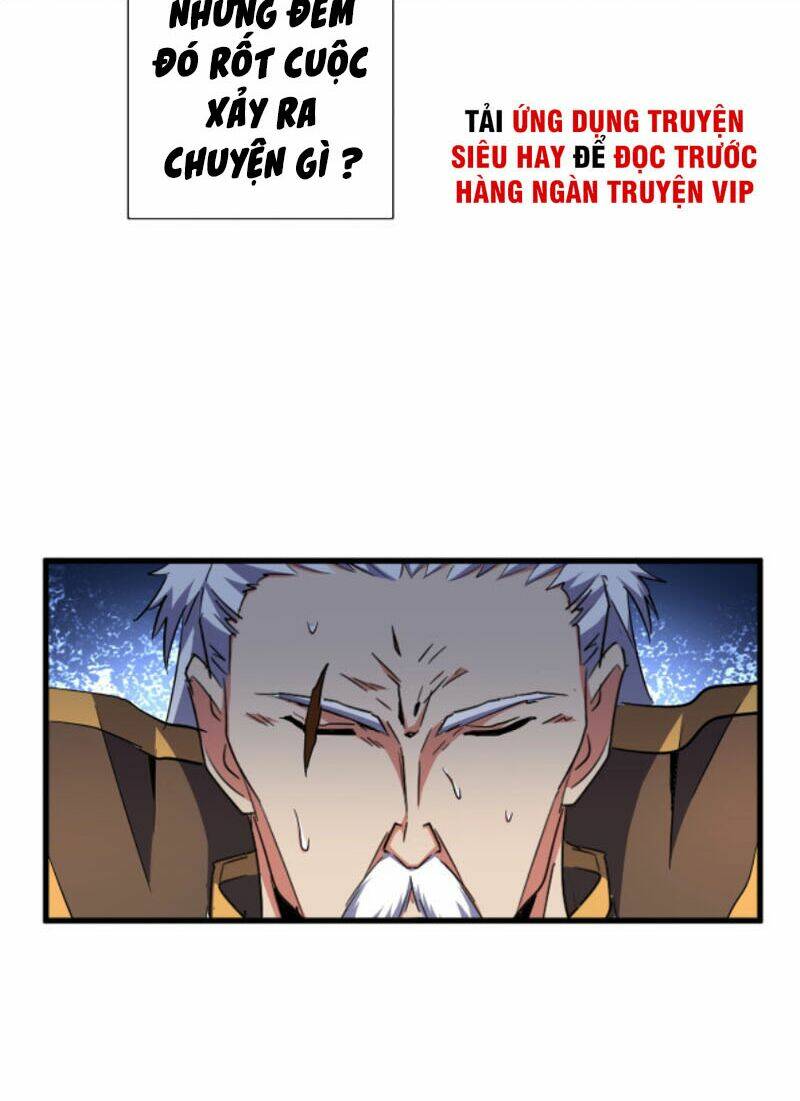 NHƯNG ĐÊM
ĐÓ RỐT CUỘC
XẢY RA
CHUYỆN GÌ ?
TẢI ỨNG DỤNG TRUYỆN
SIÊU HAY ĐỂ ĐỌC TRƯỚC
HÀNG NGÀN TRUYỆN VIP